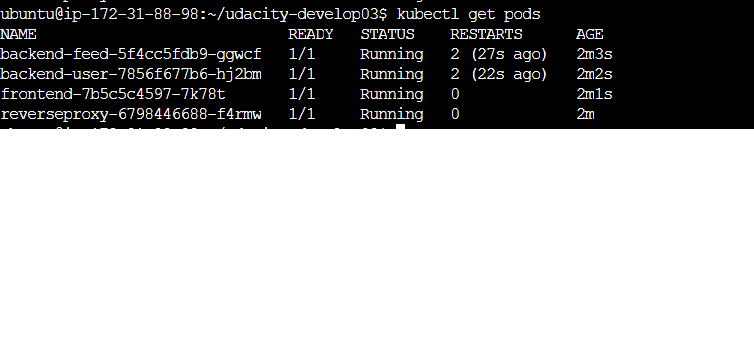 ubuntu@ip-172-31-88-98:~/udacity-develop03$ kubectl get pods
NAME READY STATUS RESTARTS AGE
backend-feed-5f4cc5fdb9-ggwcf 1/1 Running 2 (27s ago) 2m3s
backend-user-7856f677b6-hj2bm 1/1 Running 2 (22s ago) 2m2s
frontend-7b5c5c4597-7k78t 1/1 Running 0 2m1s
reverseproxy-6798446688-f4rmw 1/1 Running 0 2m